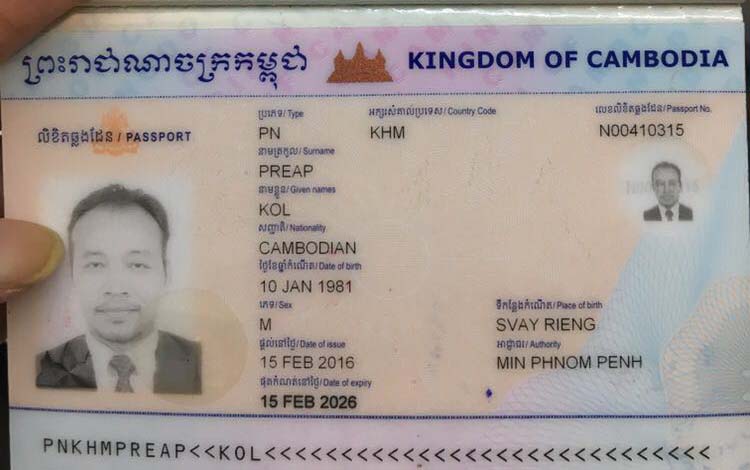 ព្រះរាជាណាចក្រកម្ពុជា KINGDOM OF CAMBODIA
លិខិតឆ្លងដែន / PASSPORT
ប្រភេទ/ Type អក្សរសំគាល់ប្រទេស/ Country Code លេខលិខិតឆ្លងដែន/ Passport No.
PN KHM N00410315
នាមត្រកូល/ Surname
PREAP
នាមខ្លួន/ Given names
KOL
សញ្ជាតិ/ Nationality
CAMBODIAN
ថ្ងៃខែឆ្នាំកំណើត/ Date of birth
10 JAN 1981
ភេទ/ Sex ទីកន្លែងកំណើត/ Place of birth
M SVAY RIENG
ផ្តល់នៅថ្ងៃ/ Date of issue អាជ្ញាធរ/ Authority
15 FEB 2016 MIN PHNOM PENH
ផុតកំណត់នៅថ្ងៃ/ Date of expiry
15 FEB 2026
PNKHMPREAP<<KOL<<<<<<<<<<<<<<<<<<<<<<<<<<<<<